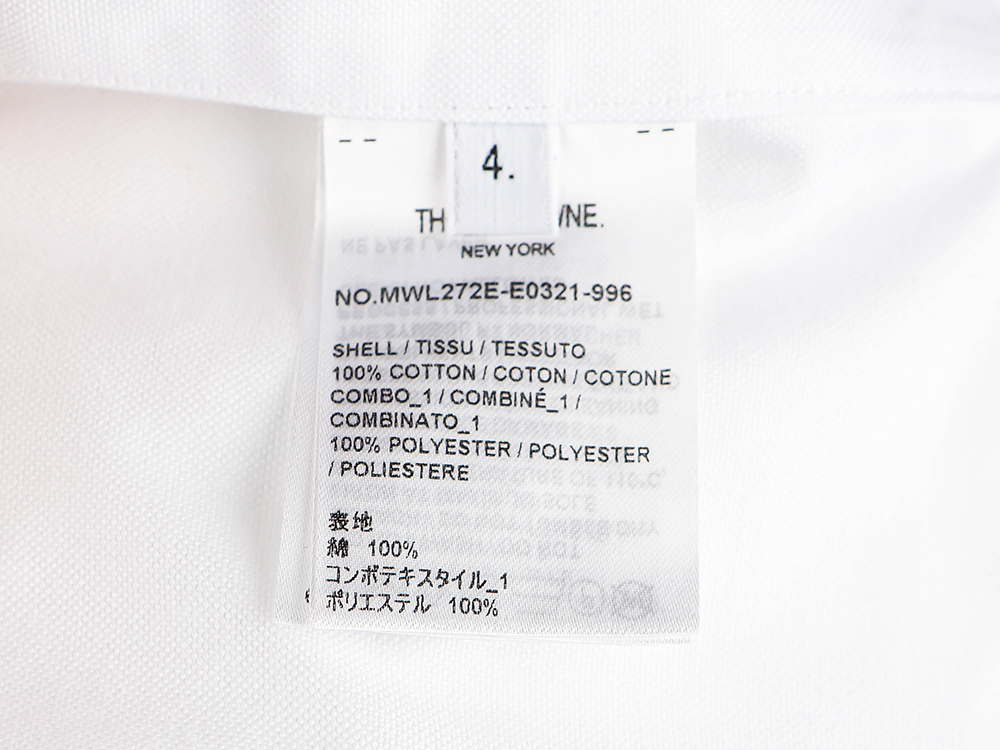 4.
TH NE.
NEW YORK
NO.MWL272E-E0321-996
SHELL / TISSU / TESSUTO
100% COTTON / COTON / COTONE
COMBO_1 / COMBINÉ_1 /
COMBINATO_1
100% POLYESTER / POLYESTER
/ POLIESTERE
表地
綿 100%
コンボテキスタイル_1
ポリエステル 100%